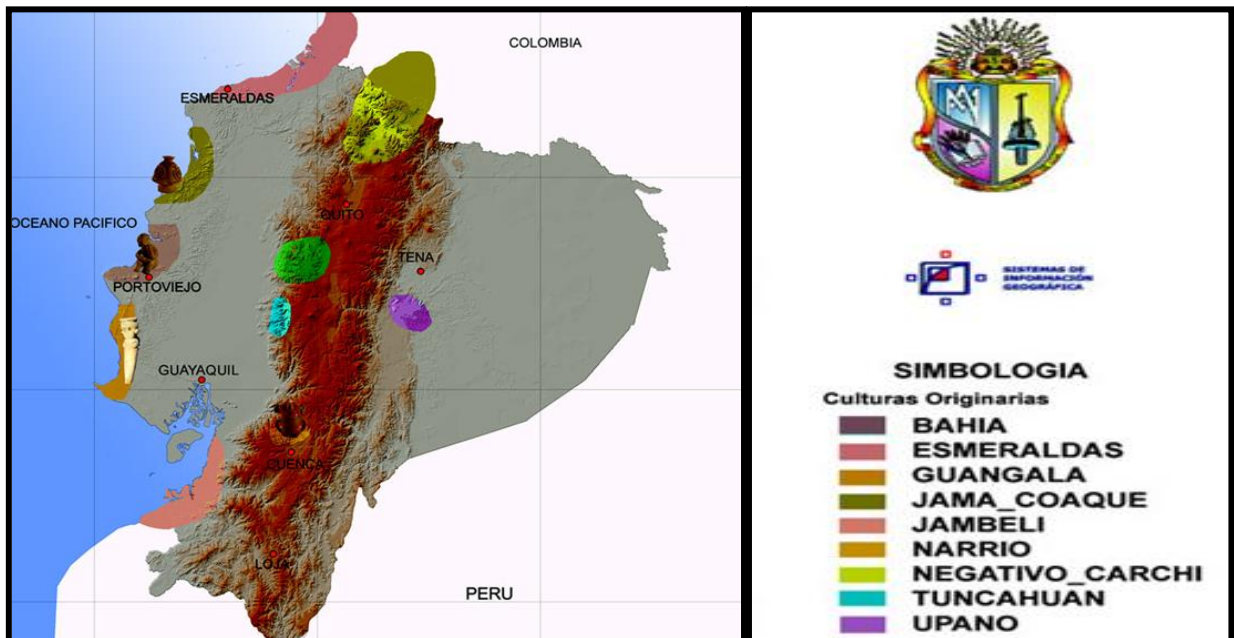 COLOMBIA
ESMERALDAS
OCEANO PACIFICO
QUITO
TENA
PORTOVIEJO
GUAYAQUIL
CUENCA
LOJA
PERU
SISTEMAS DE
INFORMACIÓN
GEOGRÁFICA
SIMBOLOGIA
Culturas Originarias
BAHIA
ESMERALDAS
GUANGALA
JAMA_COAQUE
JAMBELI
NARRIO
NEGATIVO_CARCHI
TUNCAHUAN
UPANO